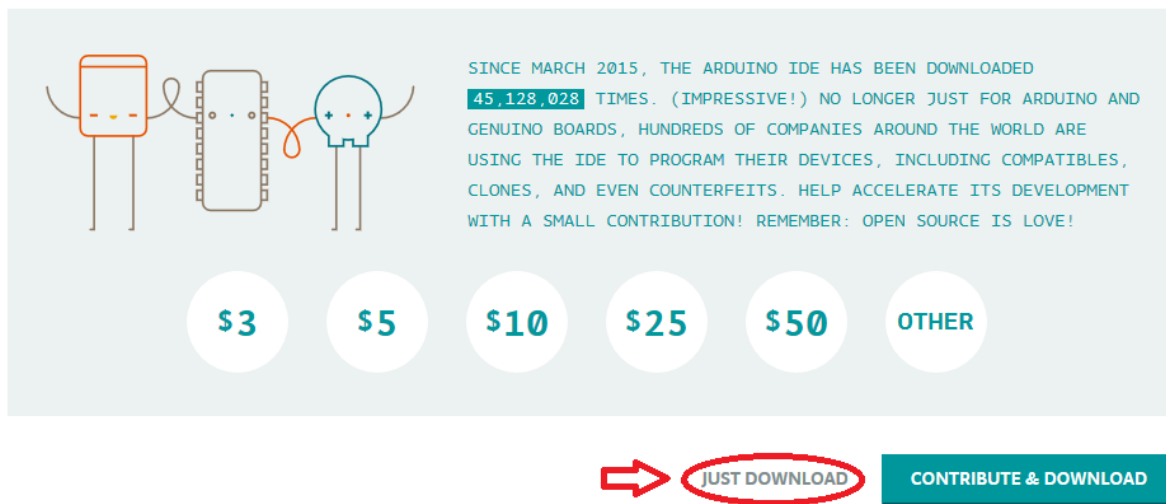 SINCE MARCH 2015, THE ARDUINO IDE HAS BEEN DOWNLOADED
45,128,028 TIMES. (IMPRESSIVE!) NO LONGER JUST FOR ARDUINO AND
GENUINO BOARDS, HUNDREDS OF COMPANIES AROUND THE WORLD ARE
USING THE IDE TO PROGRAM THEIR DEVICES, INCLUDING COMPATIBLES,
CLONES, AND EVEN COUNTERFEITS. HELP ACCELERATE ITS DEVELOPMENT
WITH A SMALL CONTRIBUTION! REMEMBER: OPEN SOURCE IS LOVE!
$3 $5 $10 $25 $50 OTHER
JUST DOWNLOAD CONTRIBUTE & DOWNLOAD